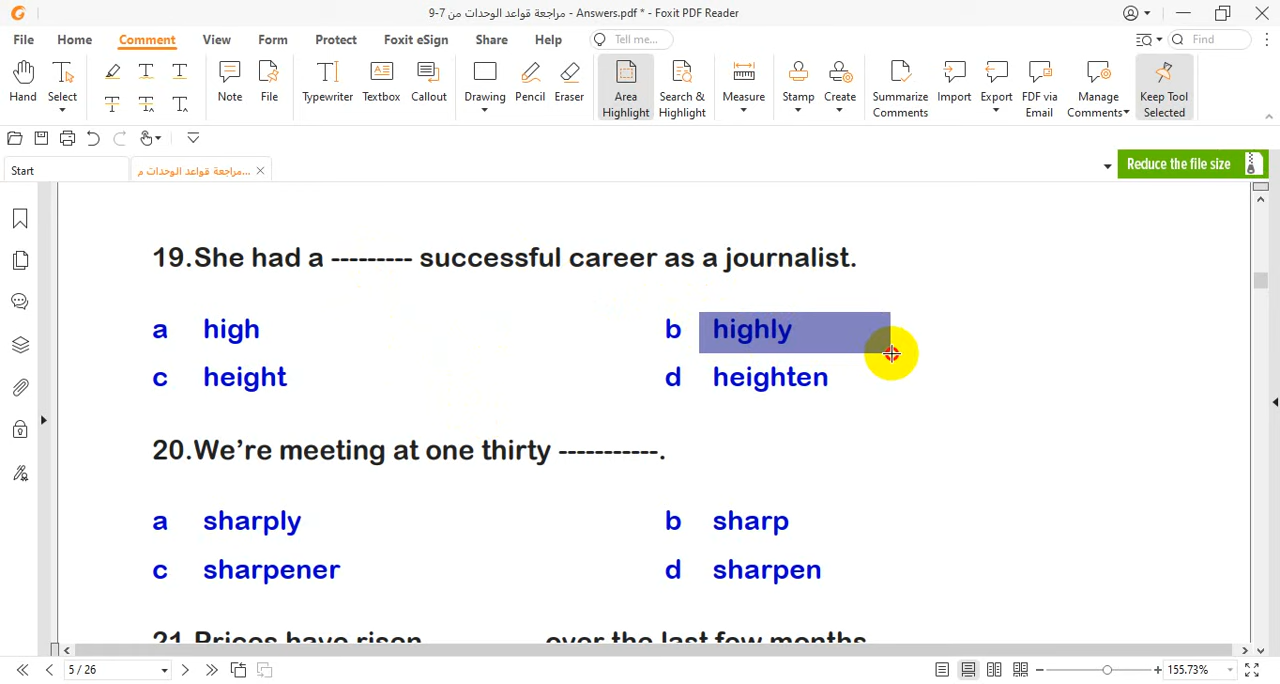 مراجعة قواعد الوحدات من 7-9 - Answers.pdf * - Foxit PDF Reader
File Home Comment View Form Protect Foxit eSign Share Help Tell me... Find
Hand Select Note File Typewriter Textbox Callout Drawing Pencil Eraser Area Highlight Search & Highlight Measure Stamp Create Summarize Comments Import Export FDF via Email Manage Comments Keep Tool Selected
Start مراجعة قواعد الوحدات م... Reduce the file size
19.She had a --------- successful career as a journalist.
a high b highly
c height d heighten
20.We’re meeting at one thirty -----------.
a sharply b sharp
c sharpener d sharpen
21.Prices have risen over the last few months
5 / 26 155.73%